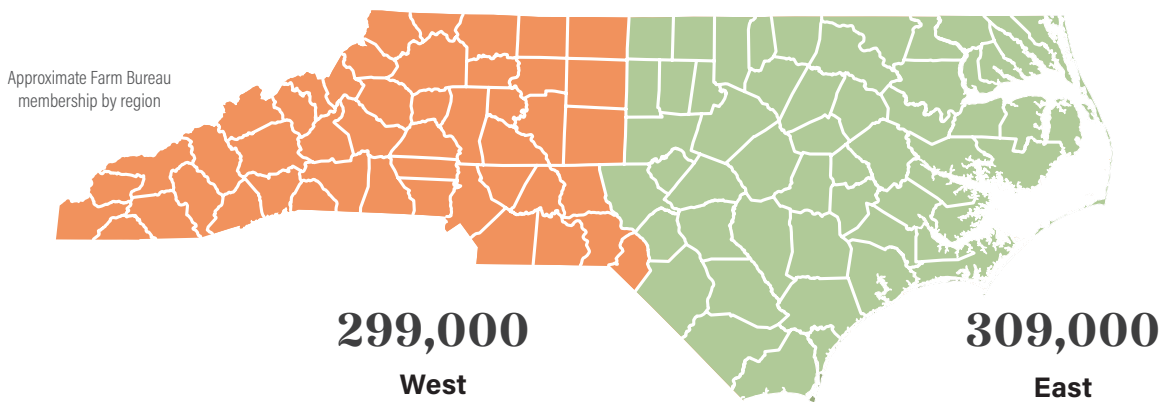 Approximate Farm Bureau
membership by region
299,000
West
309,000
East